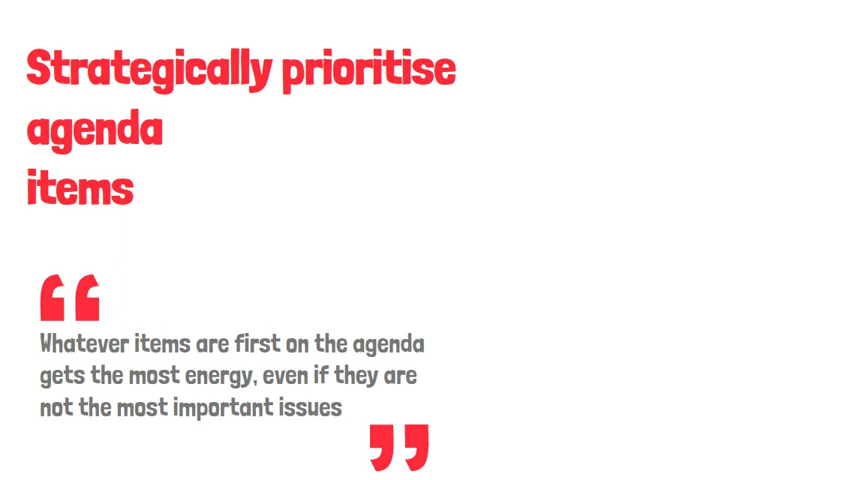 Strategically prioritise
agenda
items
“
Whatever items are first on the agenda
gets the most energy, even if they are
not the most important issues
”